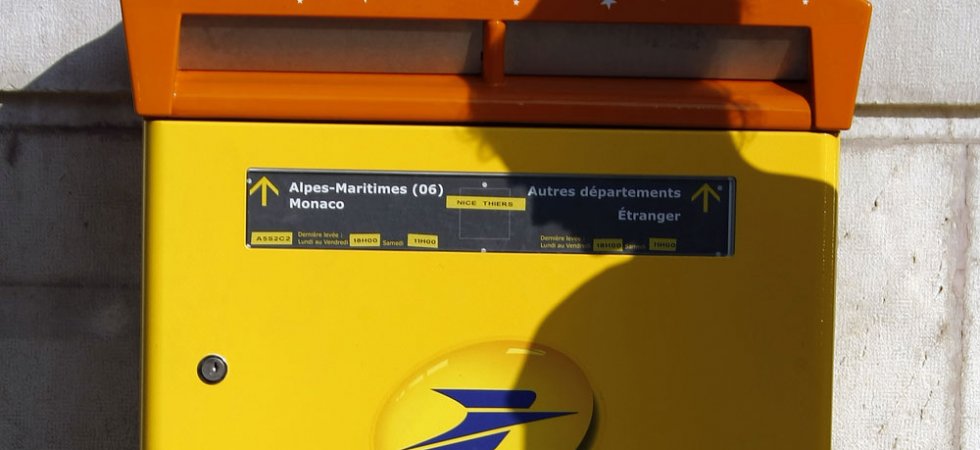 Alpes-Maritimes (06)
Monaco
NICE THIERS
Autres départements
Étranger
A5S2C2
Dernière levée :
Lundi au Vendredi 18H00 Samedi 11H00
Dernière levée :
Lundi au Vendredi 18H00 Samedi 11H00